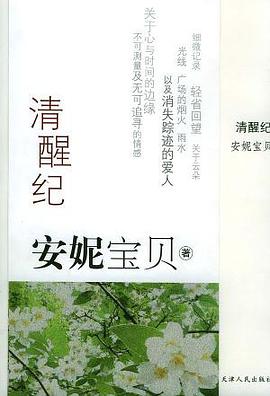 细微记录
轻省回望 关于云朵
光线 广场的烟火 雨水
以及消失踪迹的爱人
关于心与时间的边缘
不可测量及无可追寻的情感
清醒纪
安妮宝贝 著
清醒纪
安妮宝贝
天津人民出版社